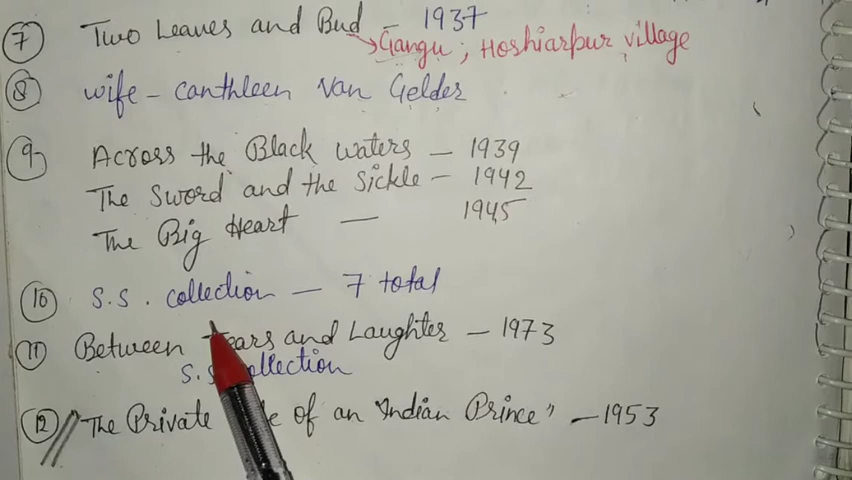 7 Two Leaves and Bud - 1937
Gangu ; Hoshiarpur village
8 wife - canthleen Van Gelder
9 Across the Black waters - 1939
The Sword and the Sickle - 1942
The Big Heart - 1945
10 S.S. collection - 7 total
11 Between Tears and Laughter - 1973
S.S. collection
12 The Private of an Indian Prince" - 1953